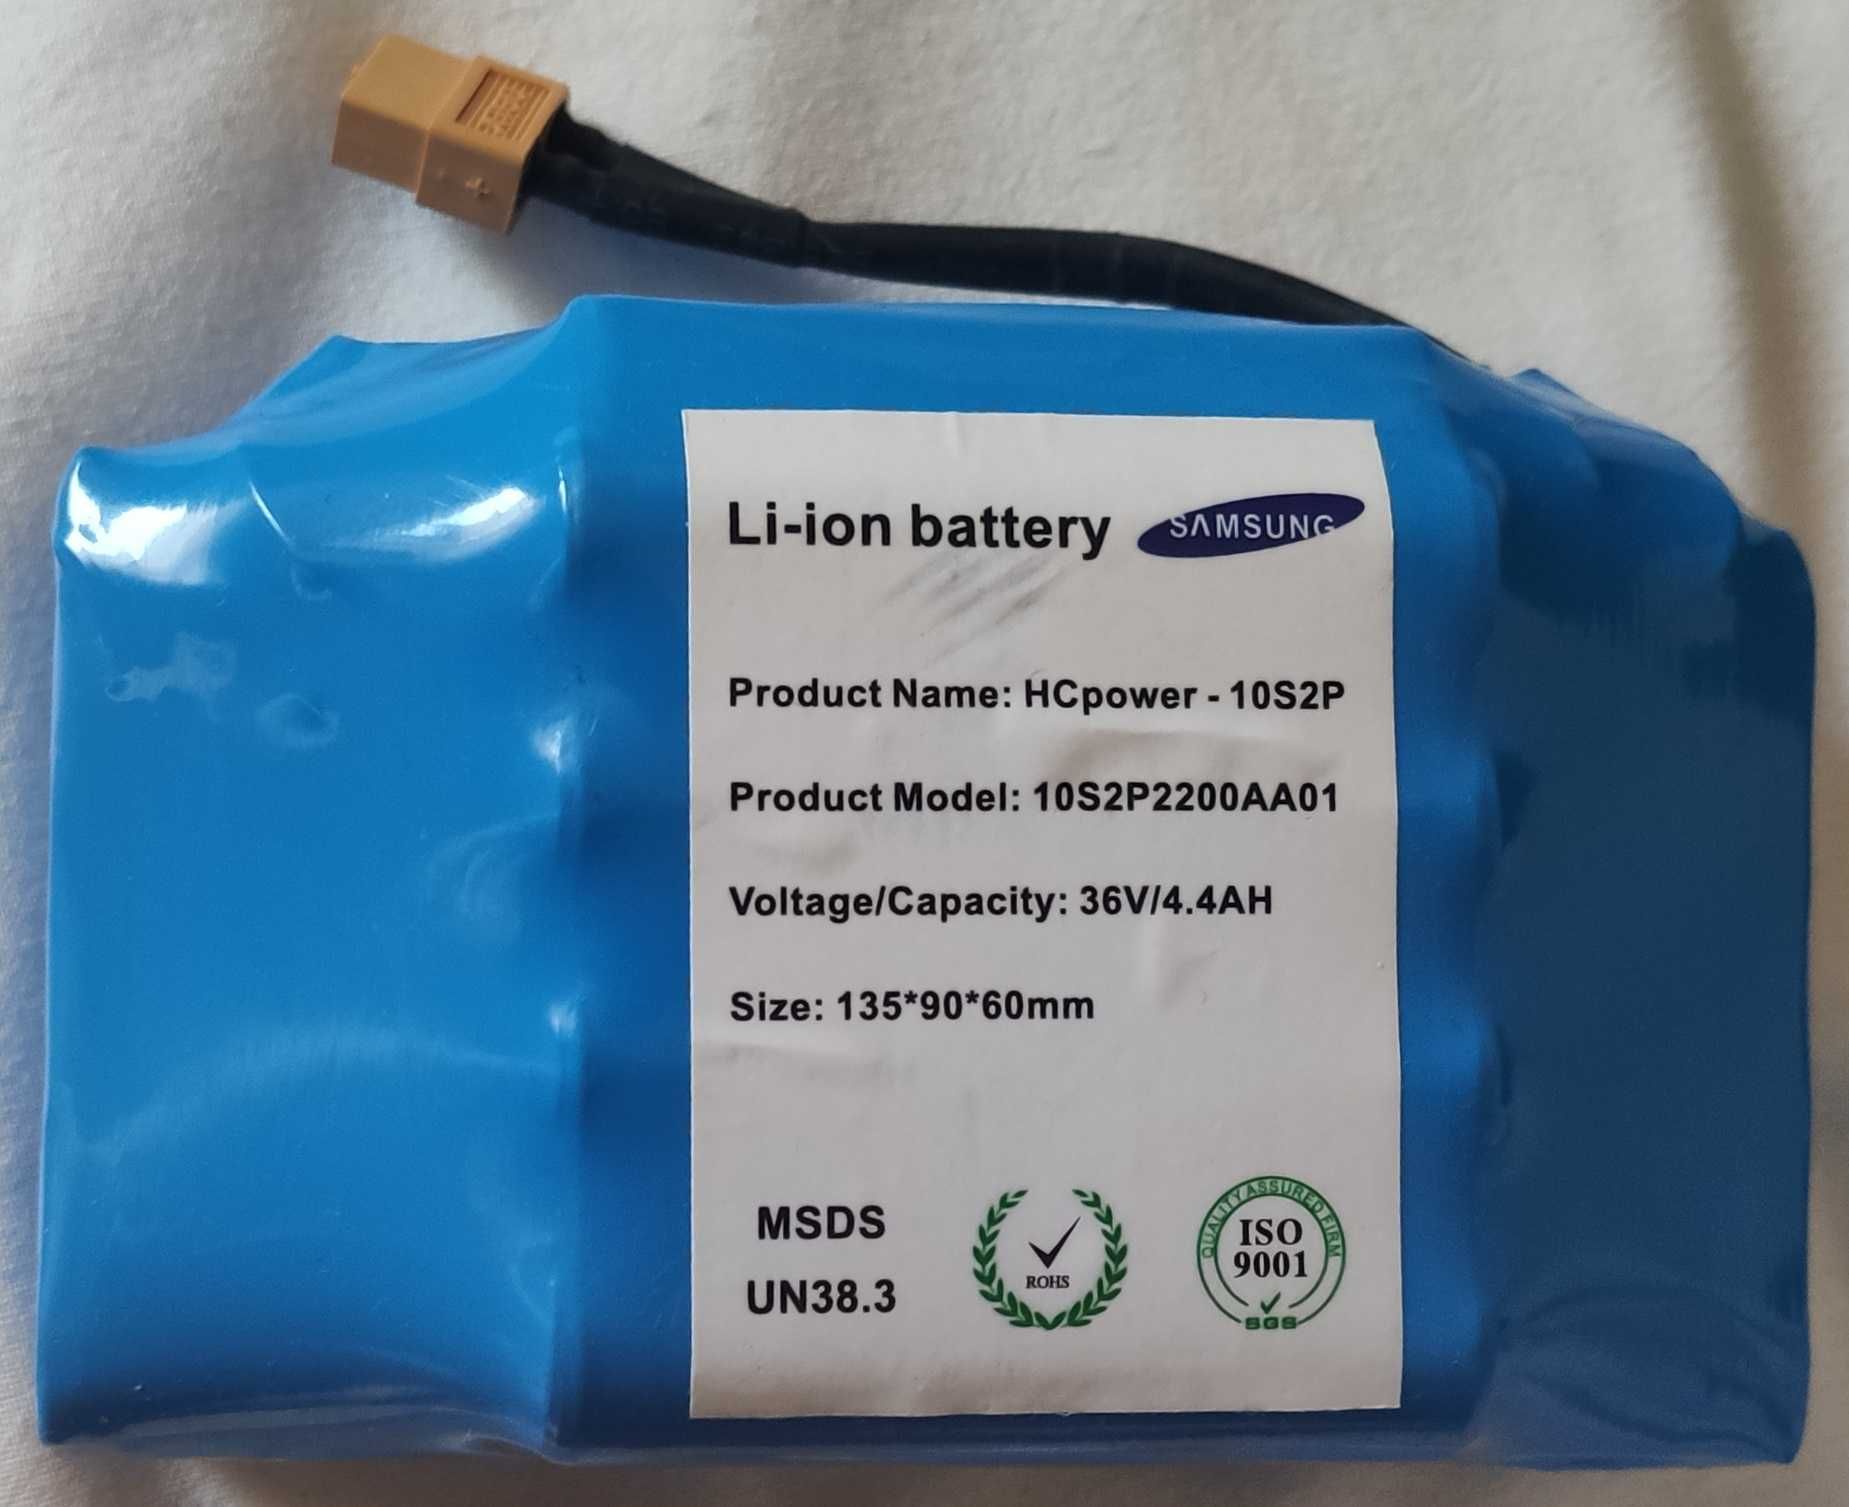 Li-ion battery SAMSUNG
Product Name: HCpower - 10S2P
Product Model: 10S2P2200AA01
Voltage/Capacity: 36V/4.4AH
Size: 135*90*60mm
MSDS
UN38.3
ROHS
QUALITY ASSURED FIRM
ISO
9001
SGS